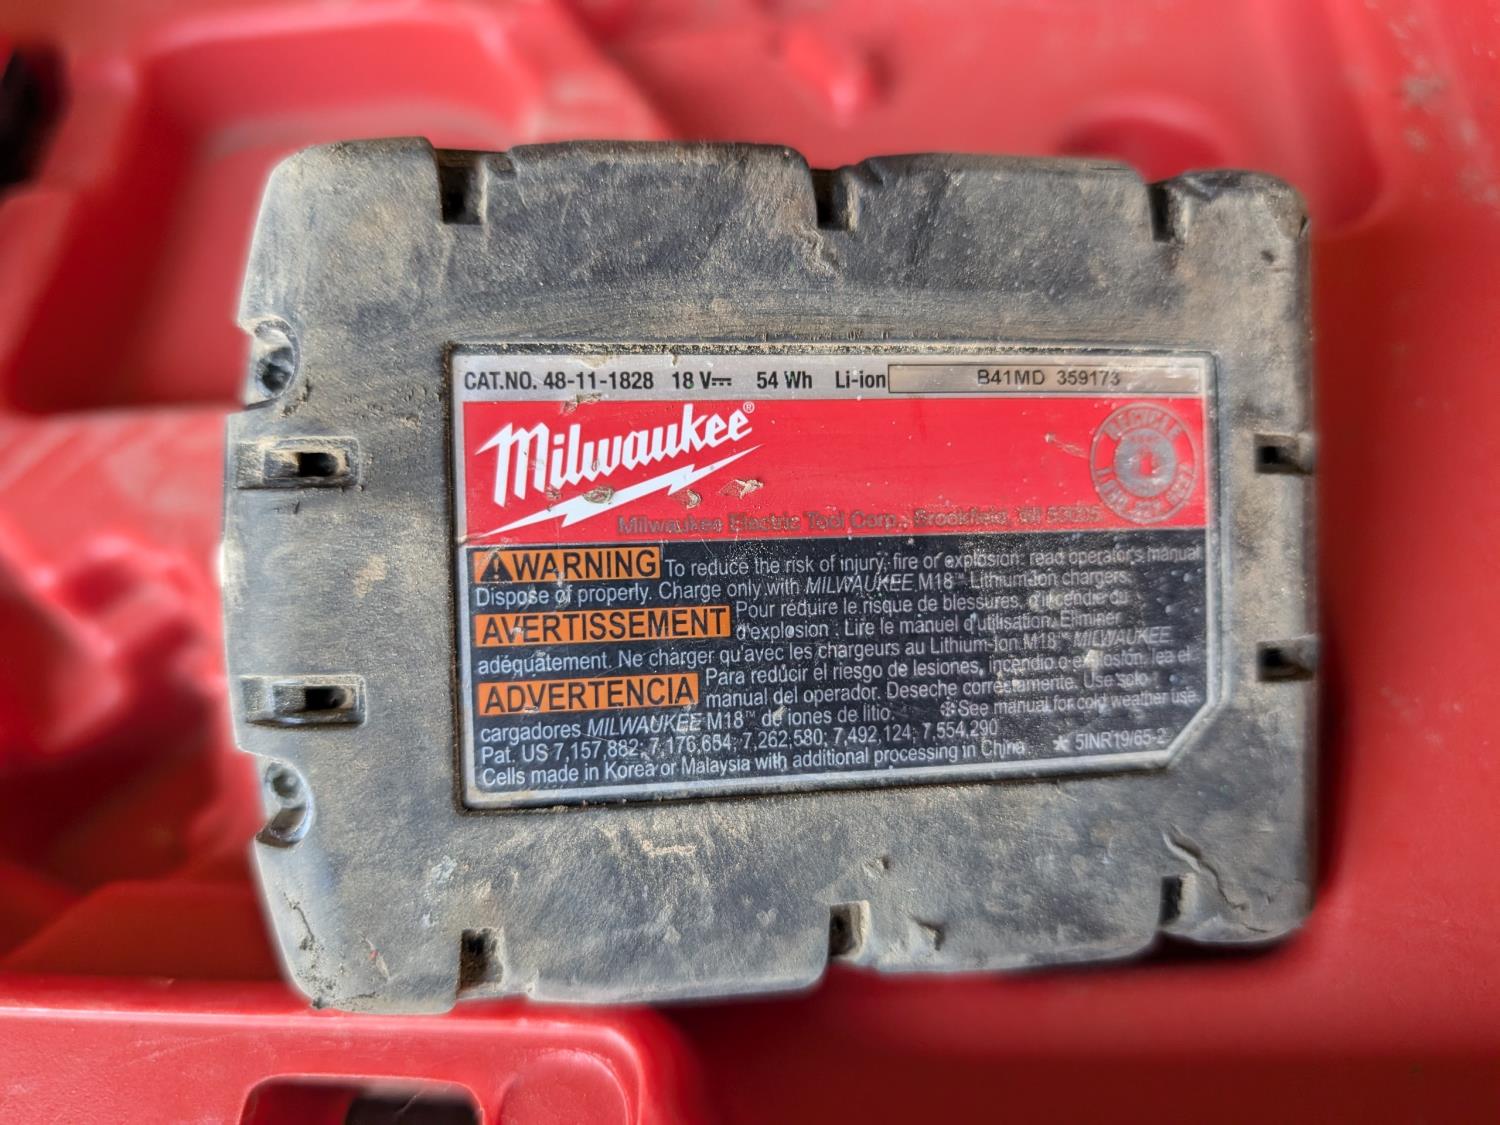 CAT.NO. 48-11-1828 18 V⎓ 54 Wh Li-ion B41MD 359173
Milwaukee®
Milwaukee Electric Tool Corp., Brookfield, WI 53005
RECYCLE
⚠WARNING To reduce the risk of injury, fire or explosion: read operator's manual
Dispose of properly. Charge only with MILWAUKEE M18™ Lithium-Ion chargers.
AVERTISSEMENT Pour réduire le risque de blessures, d'incendie ou
d'explosion : Lire le manuel d'utilisation. Éliminer
adéquatement. Ne charger qu'avec les chargeurs au Lithium-Ion M18™ MILWAUKEE
ADVERTENCIA Para reducir el riesgo de lesiones, incendio o explosión: lea el
manual del operador. Deseche correctamente. Use solo
cargadores MILWAUKEE M18™ de iones de litio. ❄See manual for cold weather use.
Pat. US 7,157,882; 7,176,654; 7,262,580; 7,492,124; 7,554,290
Cells made in Korea or Malaysia with additional processing in China. * 5INR19/65-2